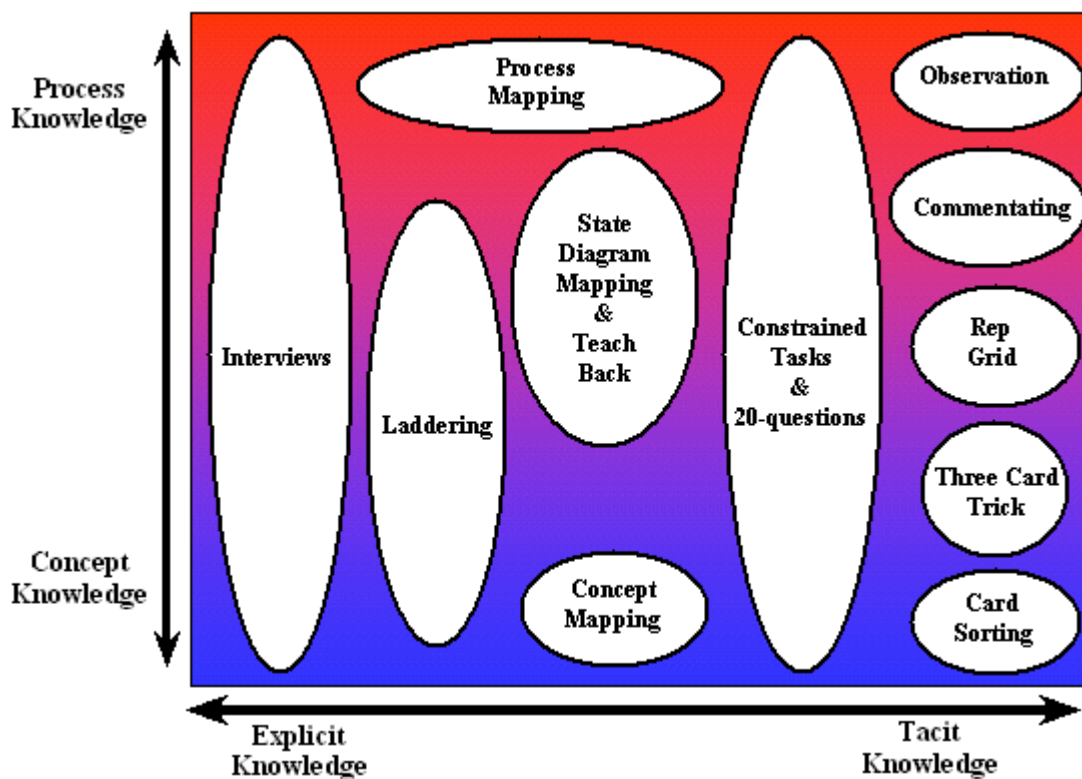 Process
Knowledge
Concept
Knowledge
Interviews
Process
Mapping
Laddering
State
Diagram
Mapping
&
Teach
Back
Concept
Mapping
Constrained
Tasks
&
20-questions
Observation
Commentating
Rep
Grid
Three Card
Trick
Card
Sorting
Explicit
Knowledge
Tacit
Knowledge